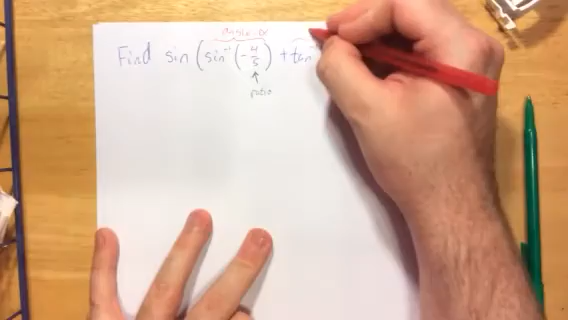 angle α
Find sin (sin⁻¹(-4/5) + tan⁻
ratio